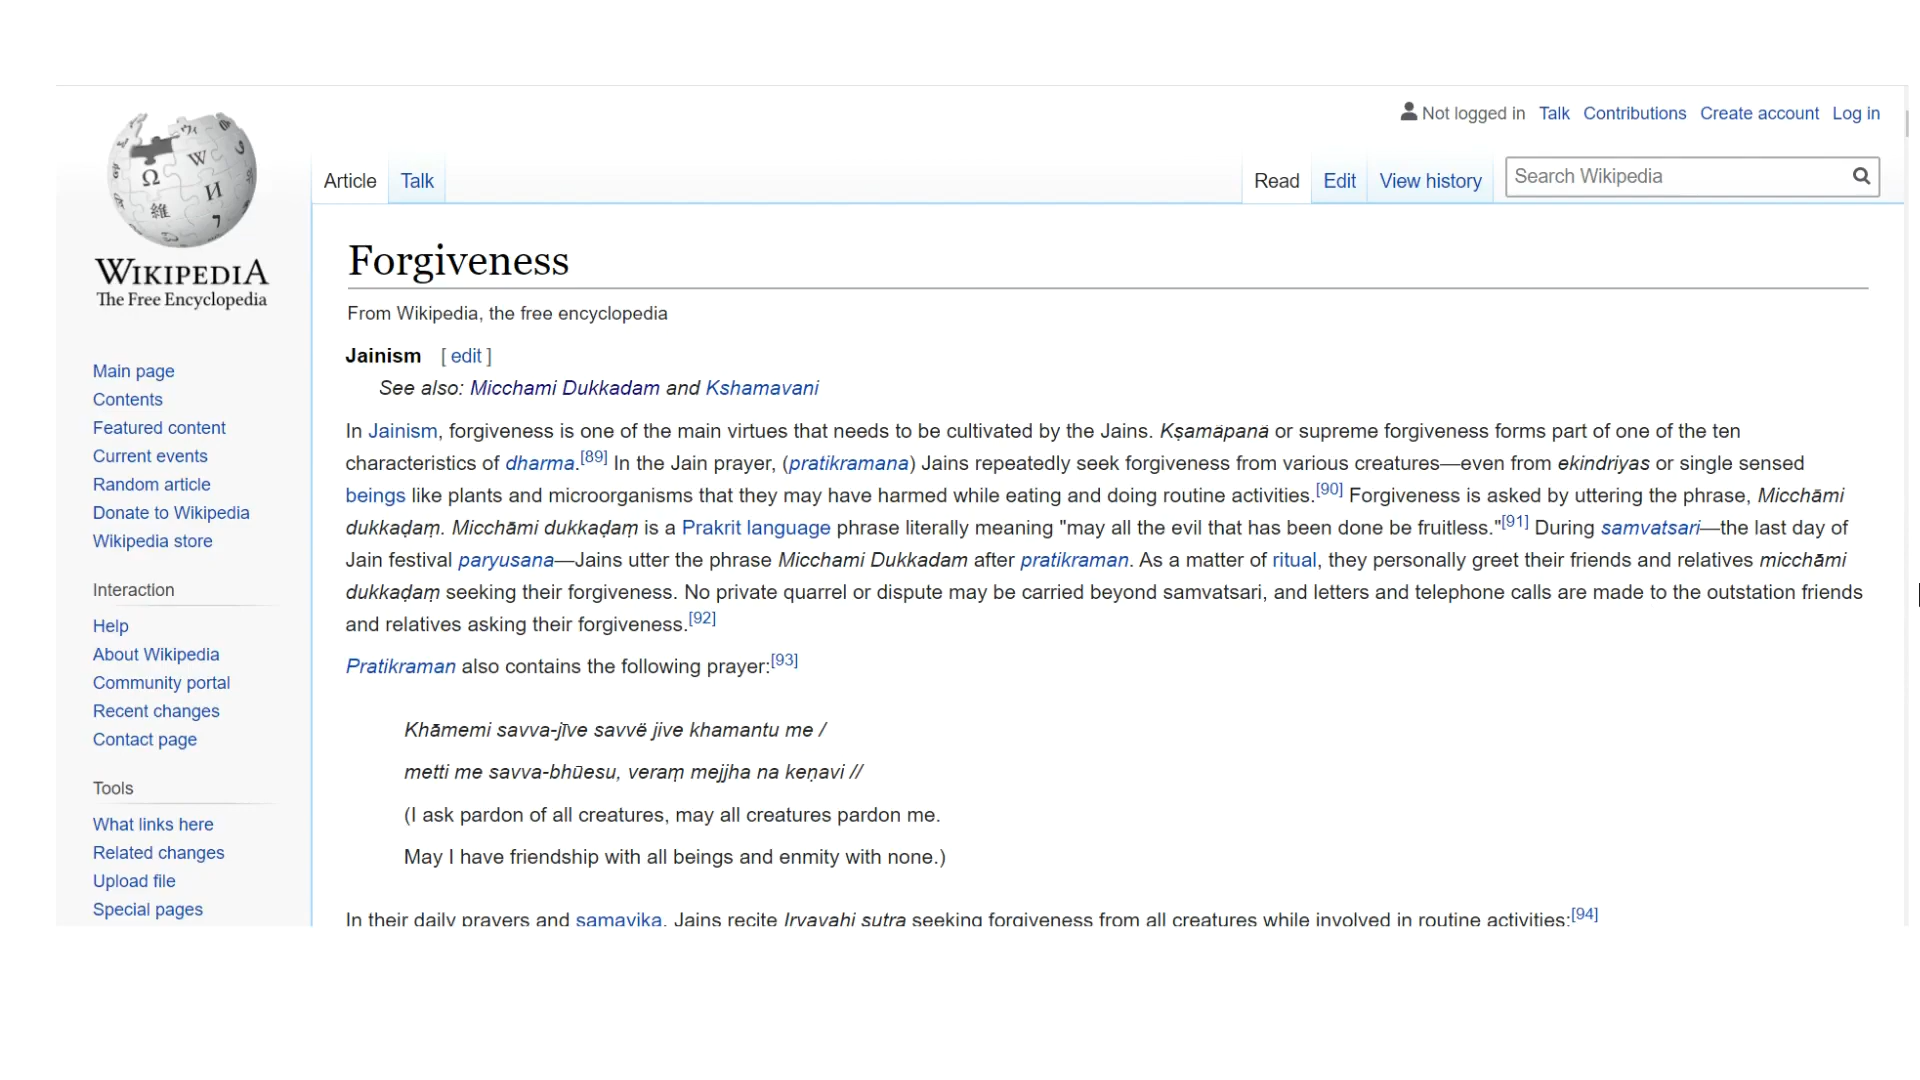 Not logged in Talk Contributions Create account Log in
Article Talk Read Edit View history Search Wikipedia
WIKIPEDIA
The Free Encyclopedia
Forgiveness
From Wikipedia, the free encyclopedia
Jainism [ edit ]
See also: Micchami Dukkadam and Kshamavani
In Jainism, forgiveness is one of the main virtues that needs to be cultivated by the Jains. Kṣamāpanā or supreme forgiveness forms part of one of the ten
characteristics of dharma.[89] In the Jain prayer, (pratikramana) Jains repeatedly seek forgiveness from various creatures—even from ekindriyas or single sensed
beings like plants and microorganisms that they may have harmed while eating and doing routine activities.[90] Forgiveness is asked by uttering the phrase, Micchāmi
dukkaḍaṃ. Micchāmi dukkaḍaṃ is a Prakrit language phrase literally meaning "may all the evil that has been done be fruitless."[91] During samvatsari—the last day of
Jain festival paryusana—Jains utter the phrase Micchami Dukkadam after pratikraman. As a matter of ritual, they personally greet their friends and relatives micchāmi
dukkaḍaṃ seeking their forgiveness. No private quarrel or dispute may be carried beyond samvatsari, and letters and telephone calls are made to the outstation friends
and relatives asking their forgiveness.[92]
Pratikraman also contains the following prayer:[93]
Khāmemi savva-jīve savvë jive khamantu me /
metti me savva-bhūesu, veraṃ mejjha na keṇavi //
(I ask pardon of all creatures, may all creatures pardon me.
May I have friendship with all beings and enmity with none.)
In their daily prayers and samayika, Jains recite Iryavahi sutra seeking forgiveness from all creatures while involved in routine activities:[94]
Main page
Contents
Featured content
Current events
Random article
Donate to Wikipedia
Wikipedia store
Interaction
Help
About Wikipedia
Community portal
Recent changes
Contact page
Tools
What links here
Related changes
Upload file
Special pages